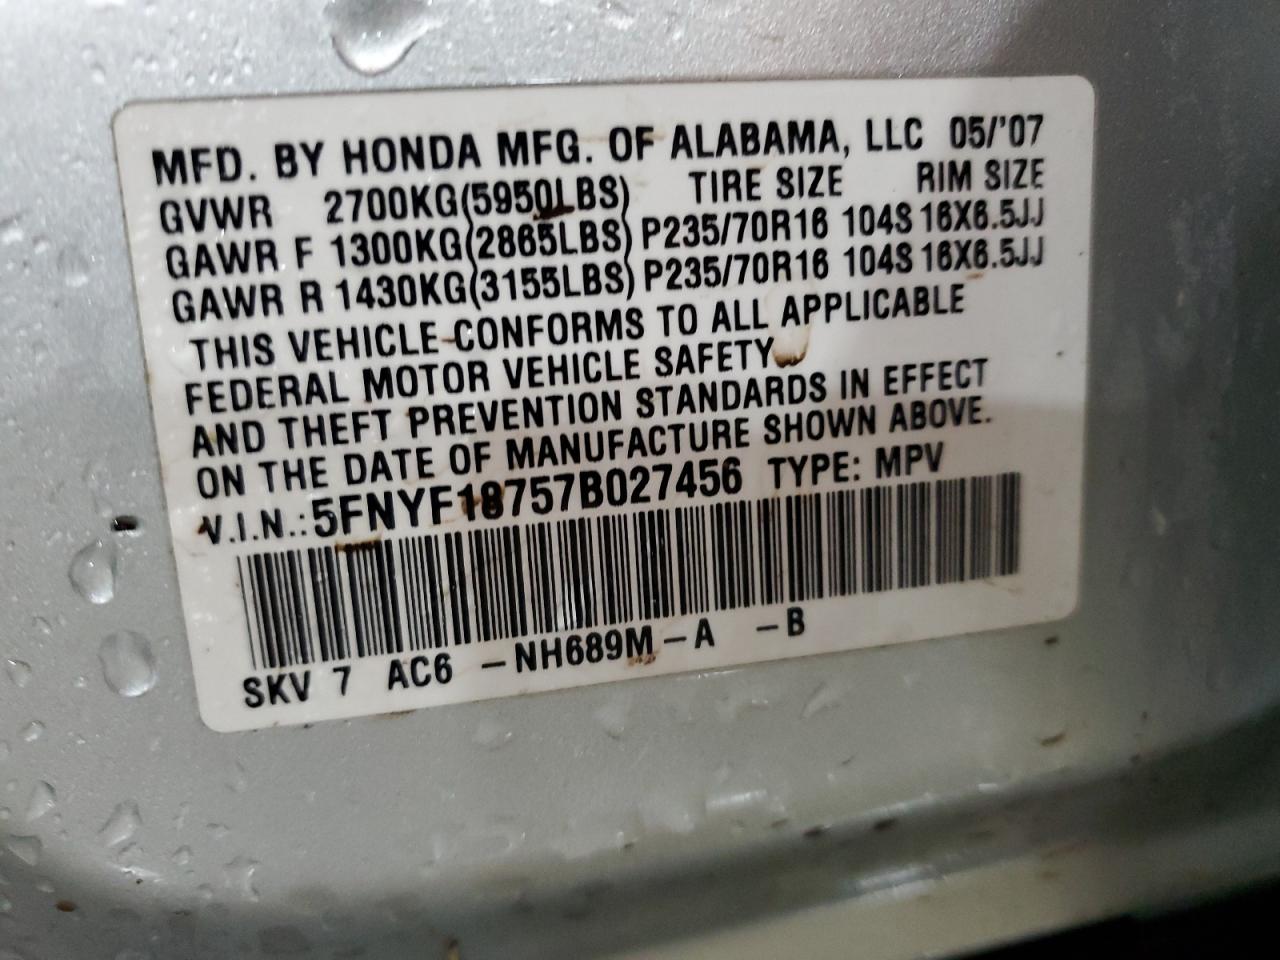 MFD. BY HONDA MFG. OF ALABAMA, LLC 05/'07
GVWR 2700KG(5950LBS) TIRE SIZE RIM SIZE
GAWR F 1300KG(2865LBS) P235/70R16 104S 16X6.5JJ
GAWR R 1430KG(3155LBS) P235/70R16 104S 16X6.5JJ
THIS VEHICLE CONFORMS TO ALL APPLICABLE
FEDERAL MOTOR VEHICLE SAFETY
AND THEFT PREVENTION STANDARDS IN EFFECT
ON THE DATE OF MANUFACTURE SHOWN ABOVE.
V.I.N.: 5FNYF18757B027456 TYPE: MPV
SKV 7 AC6 -NH689M-A -B